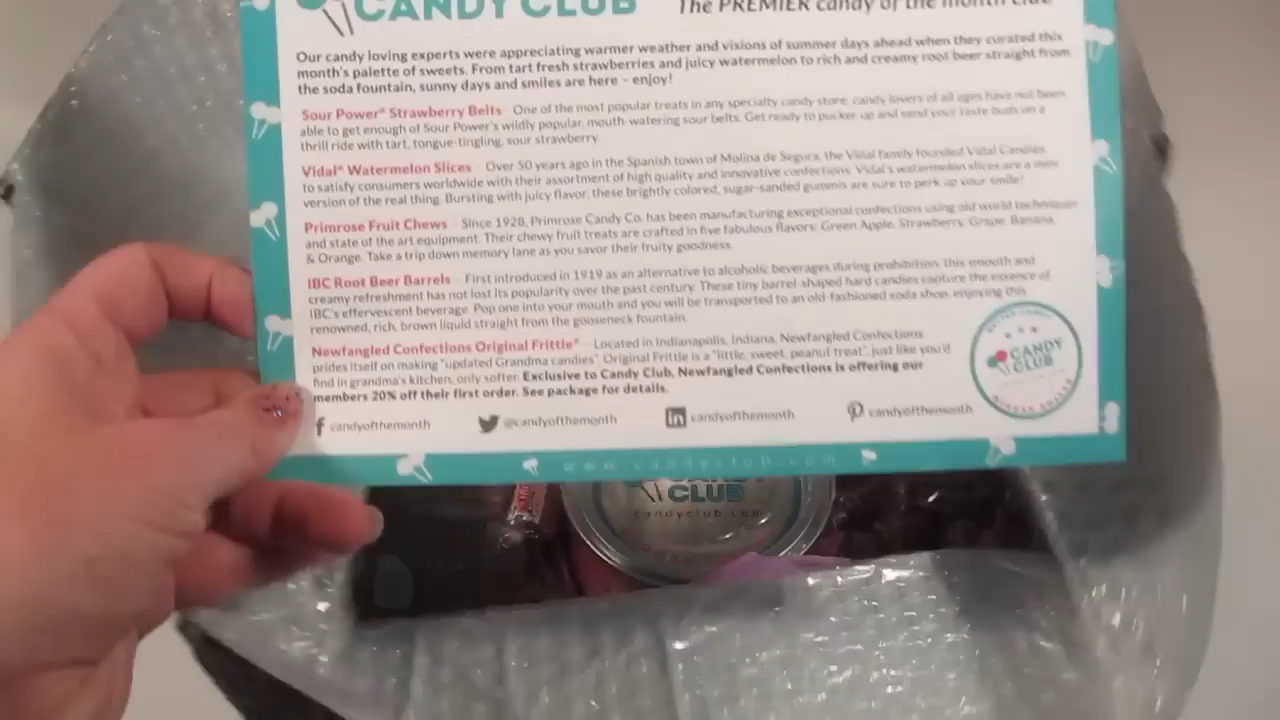 CANDY CLUB The PREMIER candy of the month club
Our candy loving experts were appreciating warmer weather and visions of summer days ahead when they curated this
month's palette of sweets. From tart fresh strawberries and juicy watermelon to rich and creamy root beer straight from
the soda fountain, sunny days and smiles are here – enjoy!
Sour Power® Strawberry Belts - One of the most popular treats in any specialty candy store, candy lovers of all ages have not been
able to get enough of Sour Power's wildly popular, mouth-watering sour belts. Get ready to pucker up and send your taste buds on a
thrill ride with tart, tongue-tingling, sour strawberry.
Vidal® Watermelon Slices - Over 50 years ago in the Spanish town of Molina de Segura, the Vidal family founded Vidal Candies
to satisfy consumers worldwide with their assortment of high quality and innovative confections. Vidal's watermelon slices are a mini
version of the real thing. Bursting with juicy flavor, these brightly colored, sugar-sanded gummis are sure to perk up your smile!
Primrose Fruit Chews - Since 1928, Primrose Candy Co. has been manufacturing exceptional confections using old world techniques
and state of the art equipment. Their chewy fruit treats are crafted in five fabulous flavors: Green Apple, Strawberry, Grape, Banana,
& Orange. Take a trip down memory lane as you savor their fruity goodness.
IBC Root Beer Barrels - First introduced in 1919 as an alternative to alcoholic beverages during prohibition, this smooth and
creamy refreshment has not lost its popularity over the past century. These tiny barrel-shaped hard candies capture the essence of
IBC's effervescent beverage. Pop one into your mouth and you will be transported to an old-fashioned soda shop, enjoying this
renowned, rich, brown liquid straight from the gooseneck fountain.
Newfangled Confections Original Frittle® - Located in Indianapolis, Indiana, Newfangled Confections
prides itself on making "updated Grandma candies". Original Frittle is a "little, sweet, peanut treat", just like you'd
find in grandma's kitchen, only softer. Exclusive to Candy Club, Newfangled Confections is offering our
members 20% off their first order. See package for details.
CANDY
CLUB
candyofthemonth @candyofthemonth candyofthemonth candyofthemonth
www.candyclub.com
CANDY
CLUB
candyclub.com